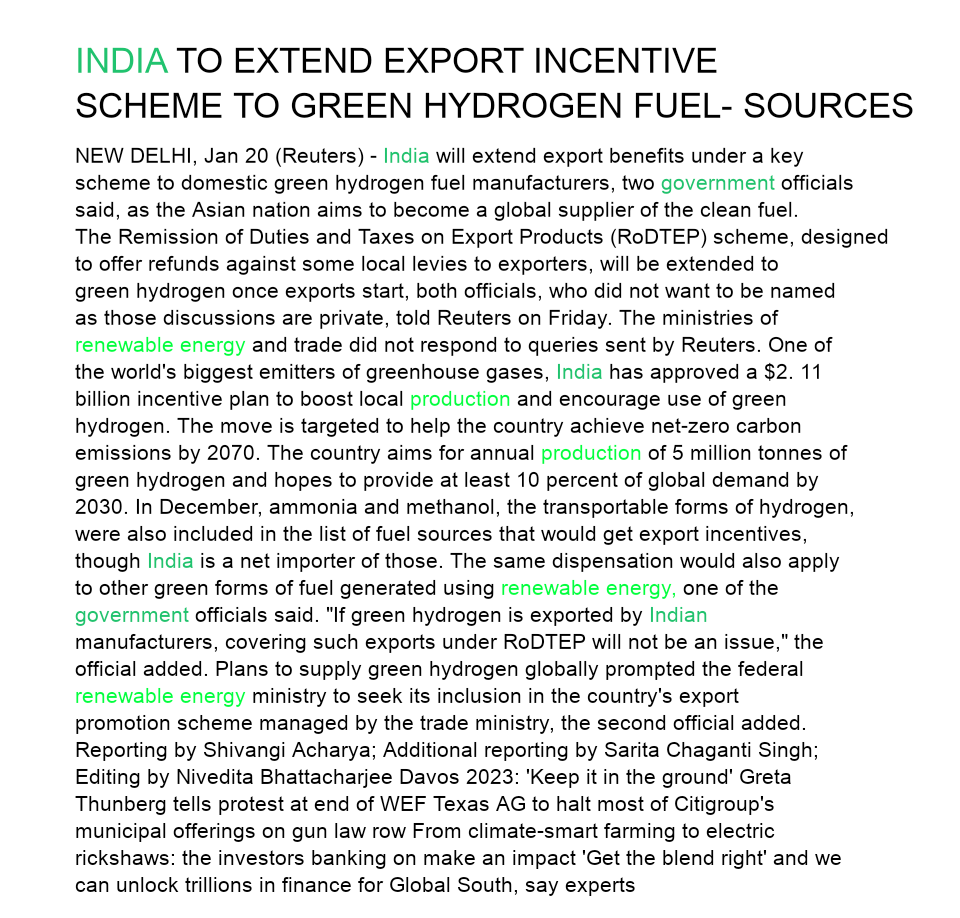 INDIA TO EXTEND EXPORT INCENTIVE
SCHEME TO GREEN HYDROGEN FUEL- SOURCES
NEW DELHI, Jan 20 (Reuters) - India will extend export benefits under a key
scheme to domestic green hydrogen fuel manufacturers, two government officials
said, as the Asian nation aims to become a global supplier of the clean fuel.
The Remission of Duties and Taxes on Export Products (RoDTEP) scheme, designed
to offer refunds against some local levies to exporters, will be extended to
green hydrogen once exports start, both officials, who did not want to be named
as those discussions are private, told Reuters on Friday. The ministries of
renewable energy and trade did not respond to queries sent by Reuters. One of
the world's biggest emitters of greenhouse gases, India has approved a $2. 11
billion incentive plan to boost local production and encourage use of green
hydrogen. The move is targeted to help the country achieve net-zero carbon
emissions by 2070. The country aims for annual production of 5 million tonnes of
green hydrogen and hopes to provide at least 10 percent of global demand by
2030. In December, ammonia and methanol, the transportable forms of hydrogen,
were also included in the list of fuel sources that would get export incentives,
though India is a net importer of those. The same dispensation would also apply
to other green forms of fuel generated using renewable energy, one of the
government officials said. "If green hydrogen is exported by Indian
manufacturers, covering such exports under RoDTEP will not be an issue," the
official added. Plans to supply green hydrogen globally prompted the federal
renewable energy ministry to seek its inclusion in the country's export
promotion scheme managed by the trade ministry, the second official added.
Reporting by Shivangi Acharya; Additional reporting by Sarita Chaganti Singh;
Editing by Nivedita Bhattacharjee Davos 2023: 'Keep it in the ground' Greta
Thunberg tells protest at end of WEF Texas AG to halt most of Citigroup's
municipal offerings on gun law row From climate-smart farming to electric
rickshaws: the investors banking on make an impact 'Get the blend right' and we
can unlock trillions in finance for Global South, say experts